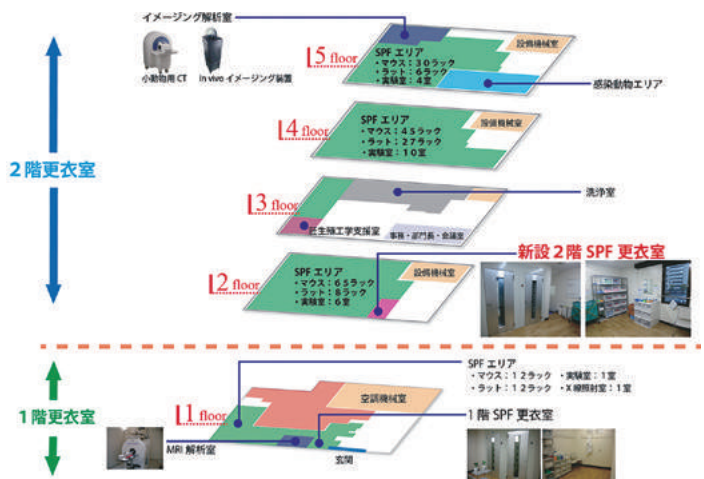 イメージング解析室
小動物用 CT
in vivo イメージング装置
5 floor
SPF エリア
・マウス：30ラック
・ラット：6ラック
・実験室：4室
設備機械室
感染動物エリア
4 floor
SPF エリア
・マウス：45ラック
・ラット：27ラック
・実験室：10室
設備機械室
2階更衣室
3 floor
洗浄室
生殖工学支援室
事務・部門長・会議室
新設2階 SPF 更衣室
2 floor
SPF エリア
・マウス：65ラック
・ラット：8ラック
・実験室：6室
設備機械室
SPF エリア
・マウス：12ラック ・実験室：1室
・ラット：12ラック ・X線照射室：1室
1階更衣室
1 floor
空調機械室
1階 SPF 更衣室
MRI 解析室
玄関